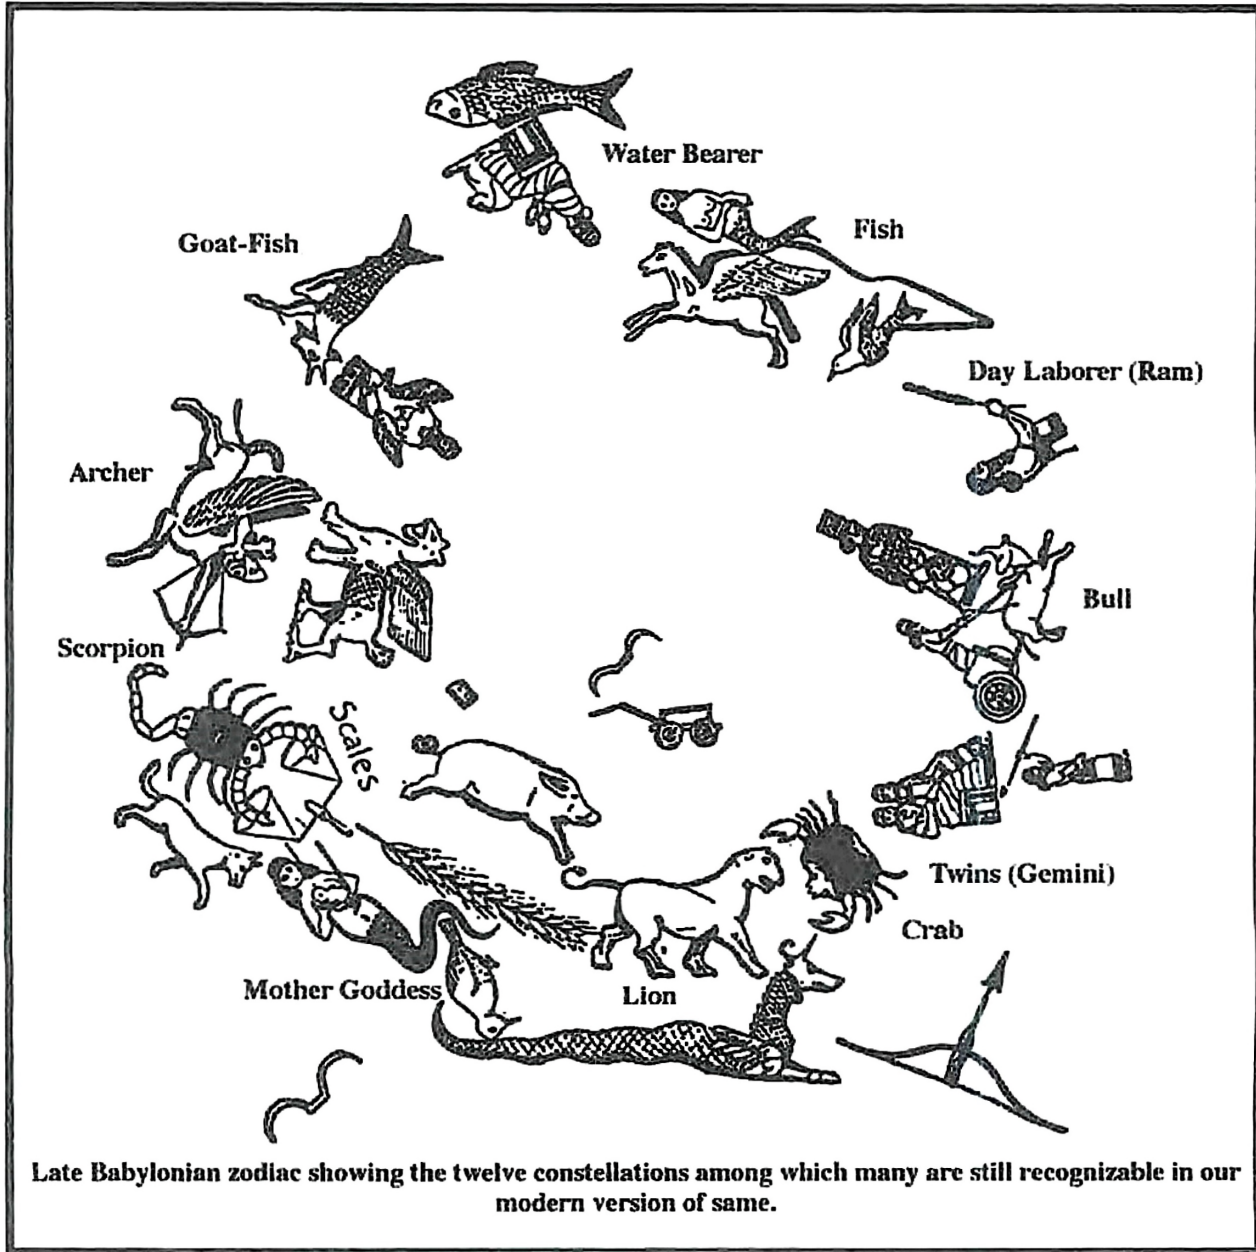 Water Bearer
Fish
Goat-Fish
Day Laborer (Ram)
Archer
Bull
Scorpion
Scales
Twins (Gemini)
Crab
Mother Goddess
Lion
Late Babylonian zodiac showing the twelve constellations among which many are still recognizable in our
modern version of same.